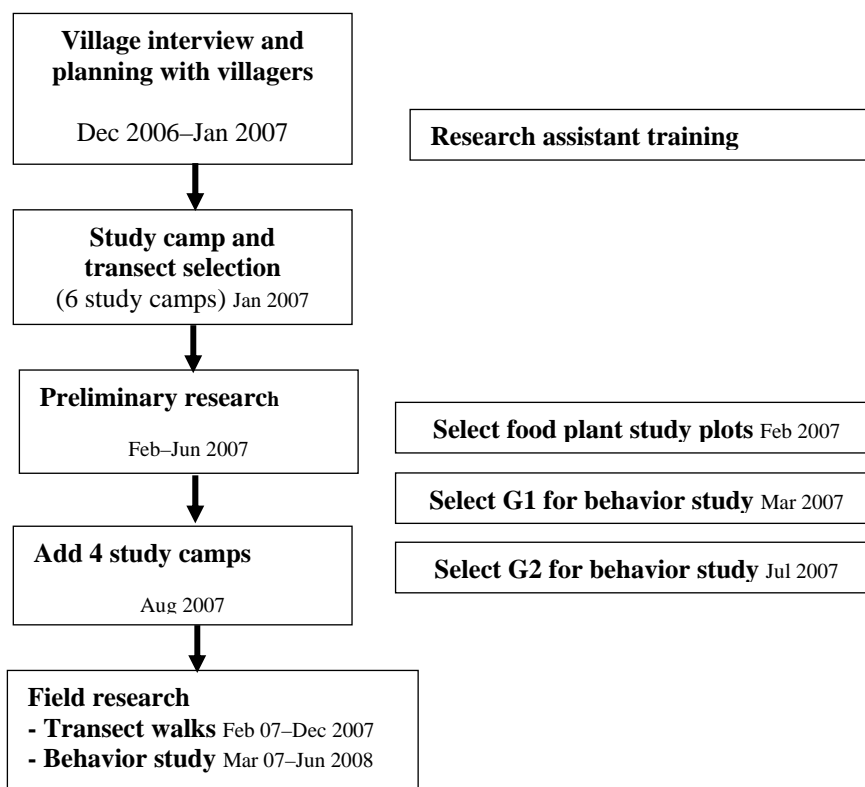 Village interview and
planning with villagers
Dec 2006–Jan 2007
Research assistant training
Study camp and
transect selection
(6 study camps) Jan 2007
Preliminary research
Feb–Jun 2007
Select food plant study plots Feb 2007
Select G1 for behavior study Mar 2007
Add 4 study camps
Aug 2007
Select G2 for behavior study Jul 2007
Field research
- Transect walks Feb 07–Dec 2007
- Behavior study Mar 07–Jun 2008